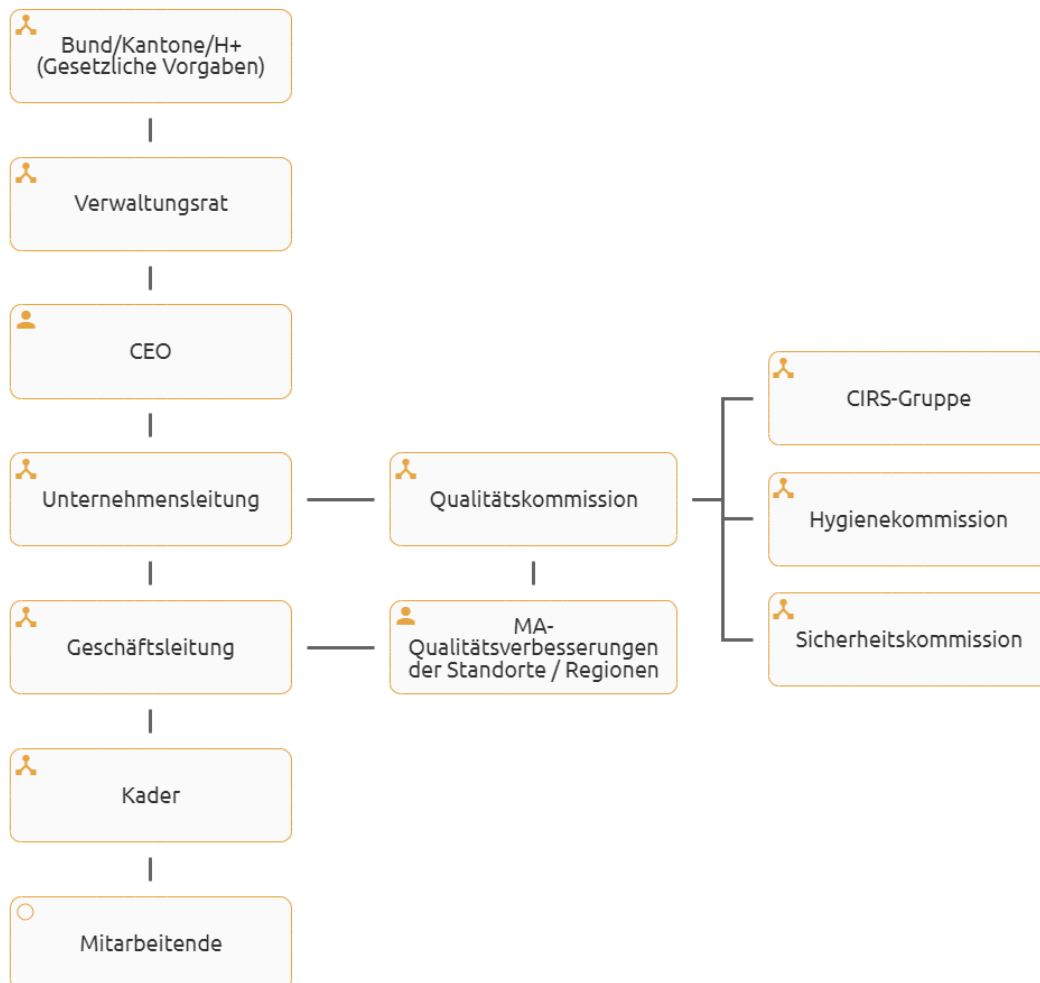 Bund/Kantone/H+
(Gesetzliche Vorgaben)
Verwaltungsrat
CEO
Unternehmensleitung
Qualitätskommission
CIRS-Gruppe
Hygienekommission
Sicherheitskommission
Geschäftsleitung
MA-
Qualitätsverbesserungen
der Standorte / Regionen
Kader
Mitarbeitende